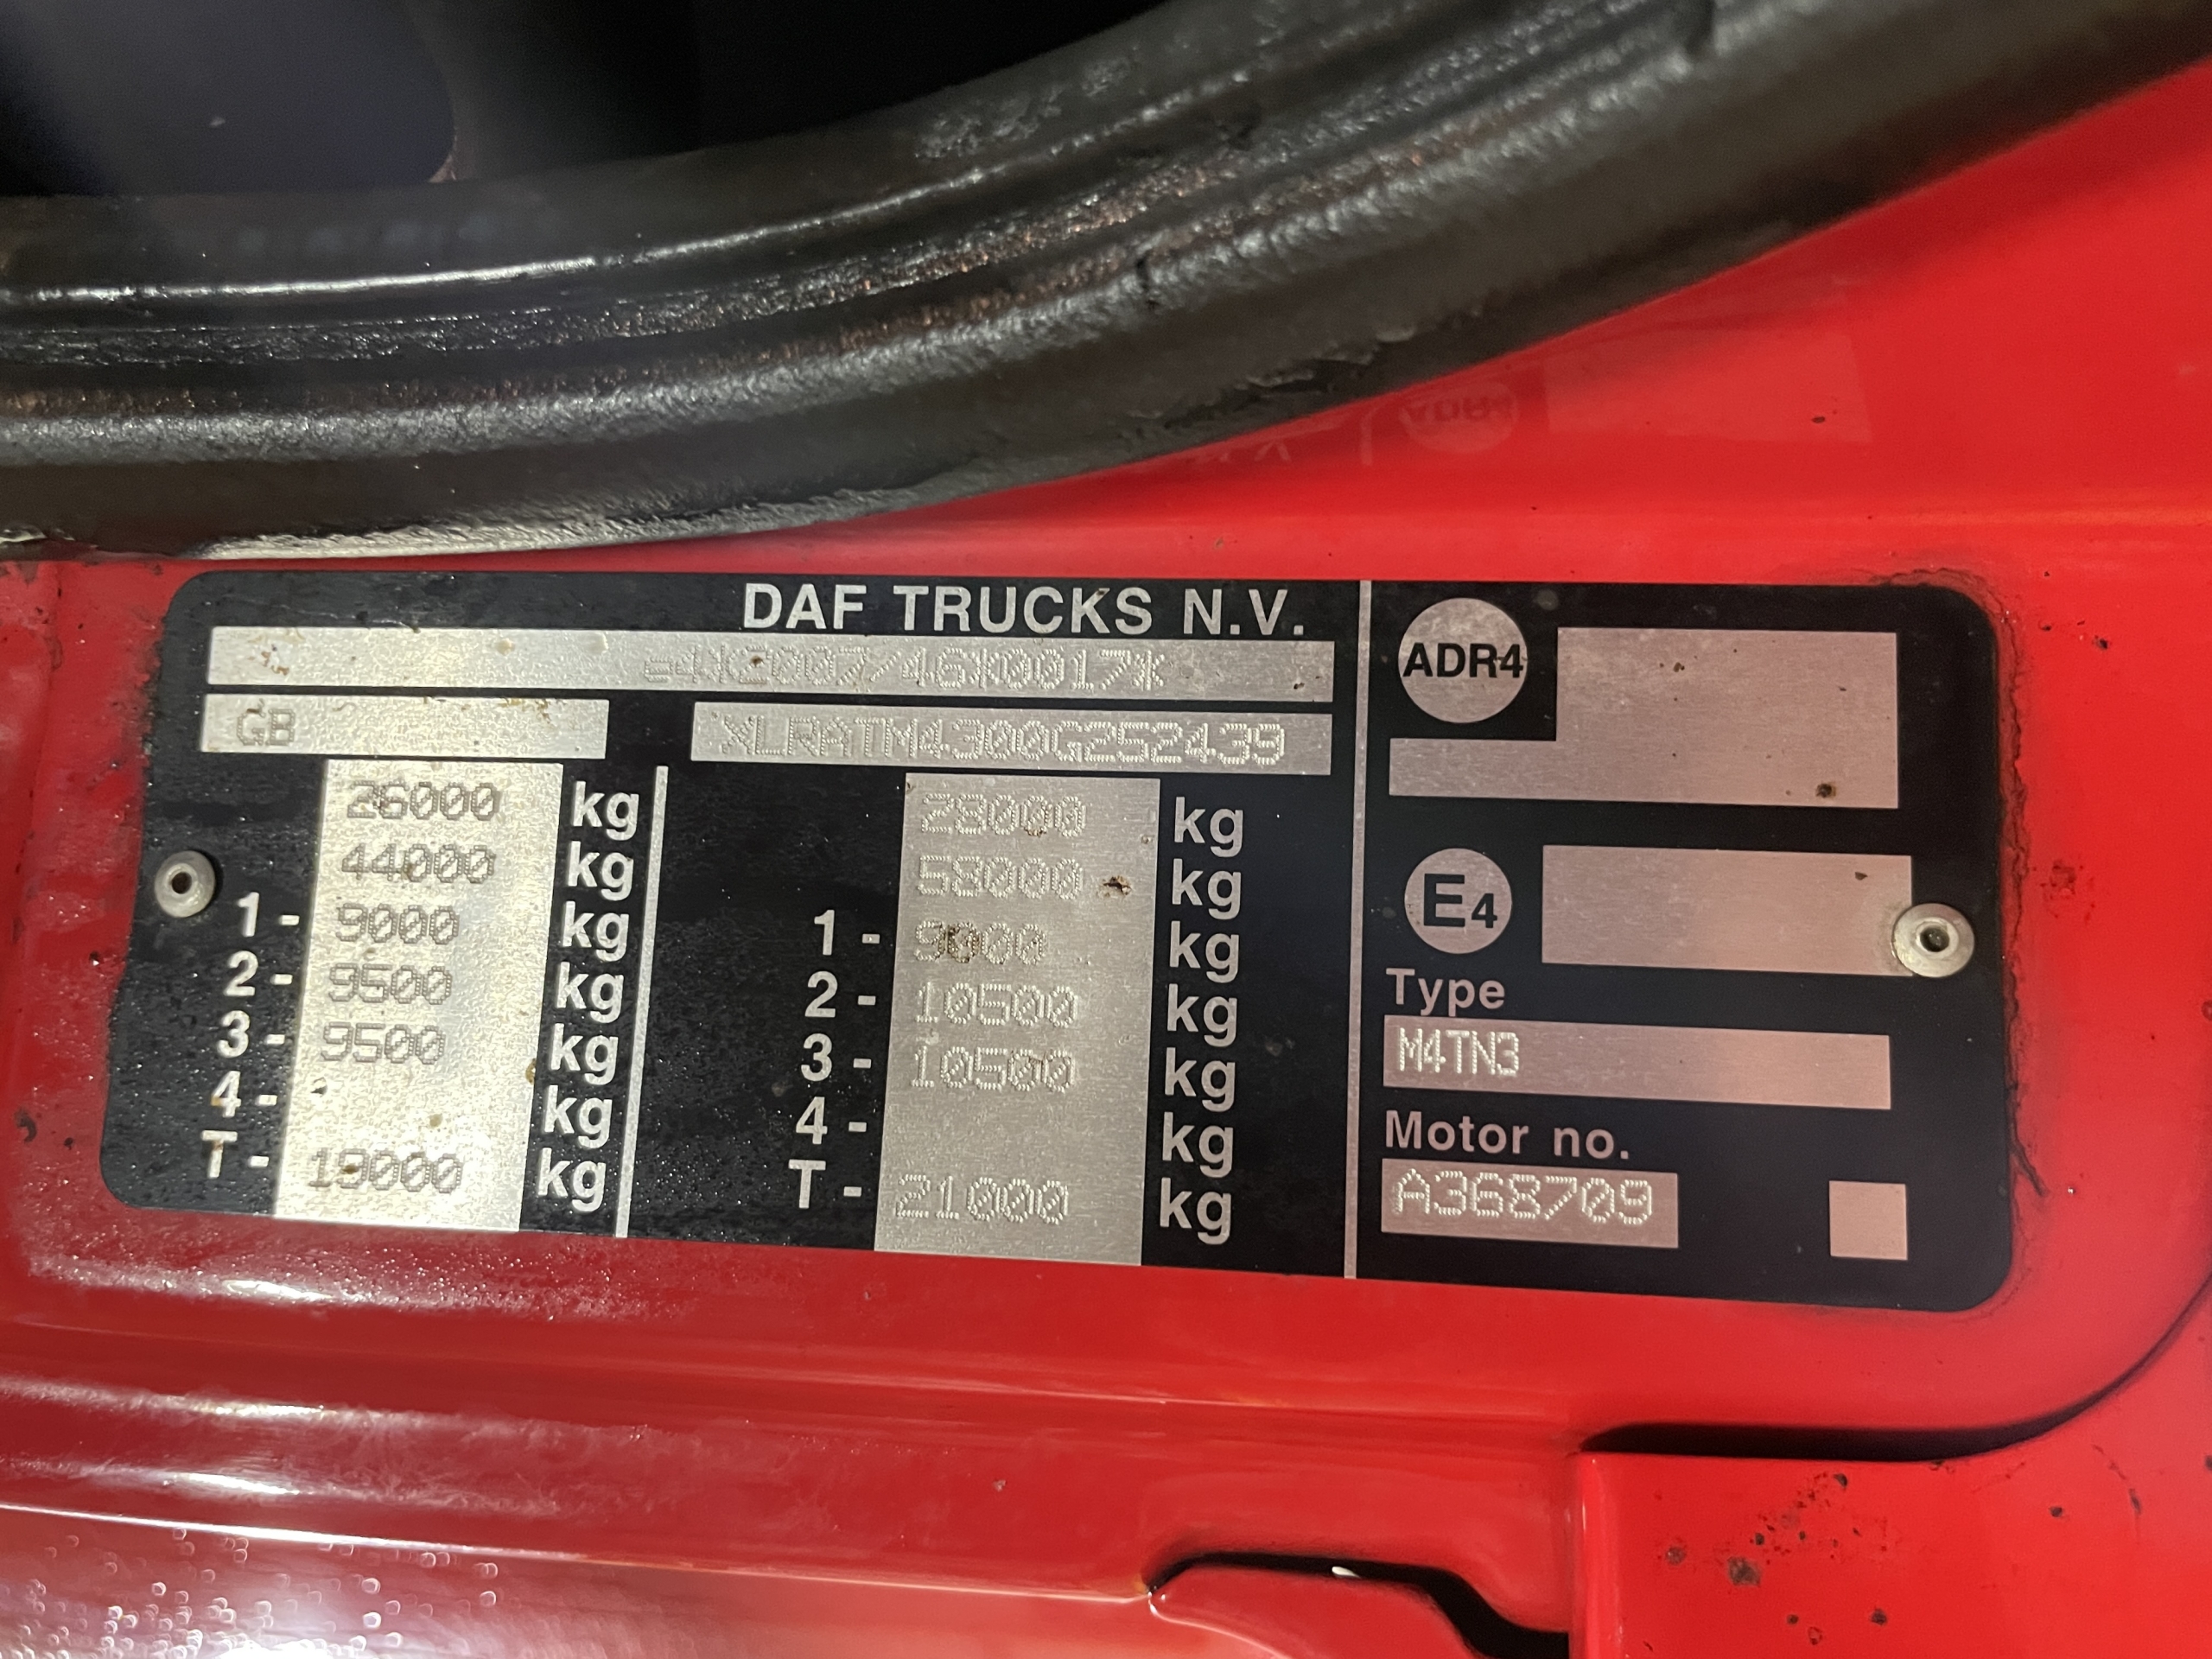 DAF TRUCKS N.V.
e4*2007/46*0017*
GB XLRATM4300G252439
26000 kg 28000 kg
44000 kg 58000 kg
1- 9000 kg 1- 9000 kg
2- 9500 kg 2- 10500 kg
3- 9500 kg 3- 10500 kg
4- kg 4- kg
T- 19000 kg T- 21000 kg
ADR4
E4
Type
M4TN3
Motor no.
A368709